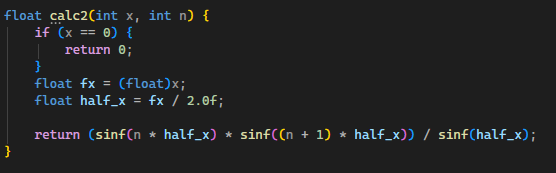 float calc2(int x, int n) {
    if (x == 0) {
        return 0;
    }
    float fx = (float)x;
    float half_x = fx / 2.0f;

    return (sinf(n * half_x) * sinf((n + 1) * half_x)) / sinf(half_x);
}